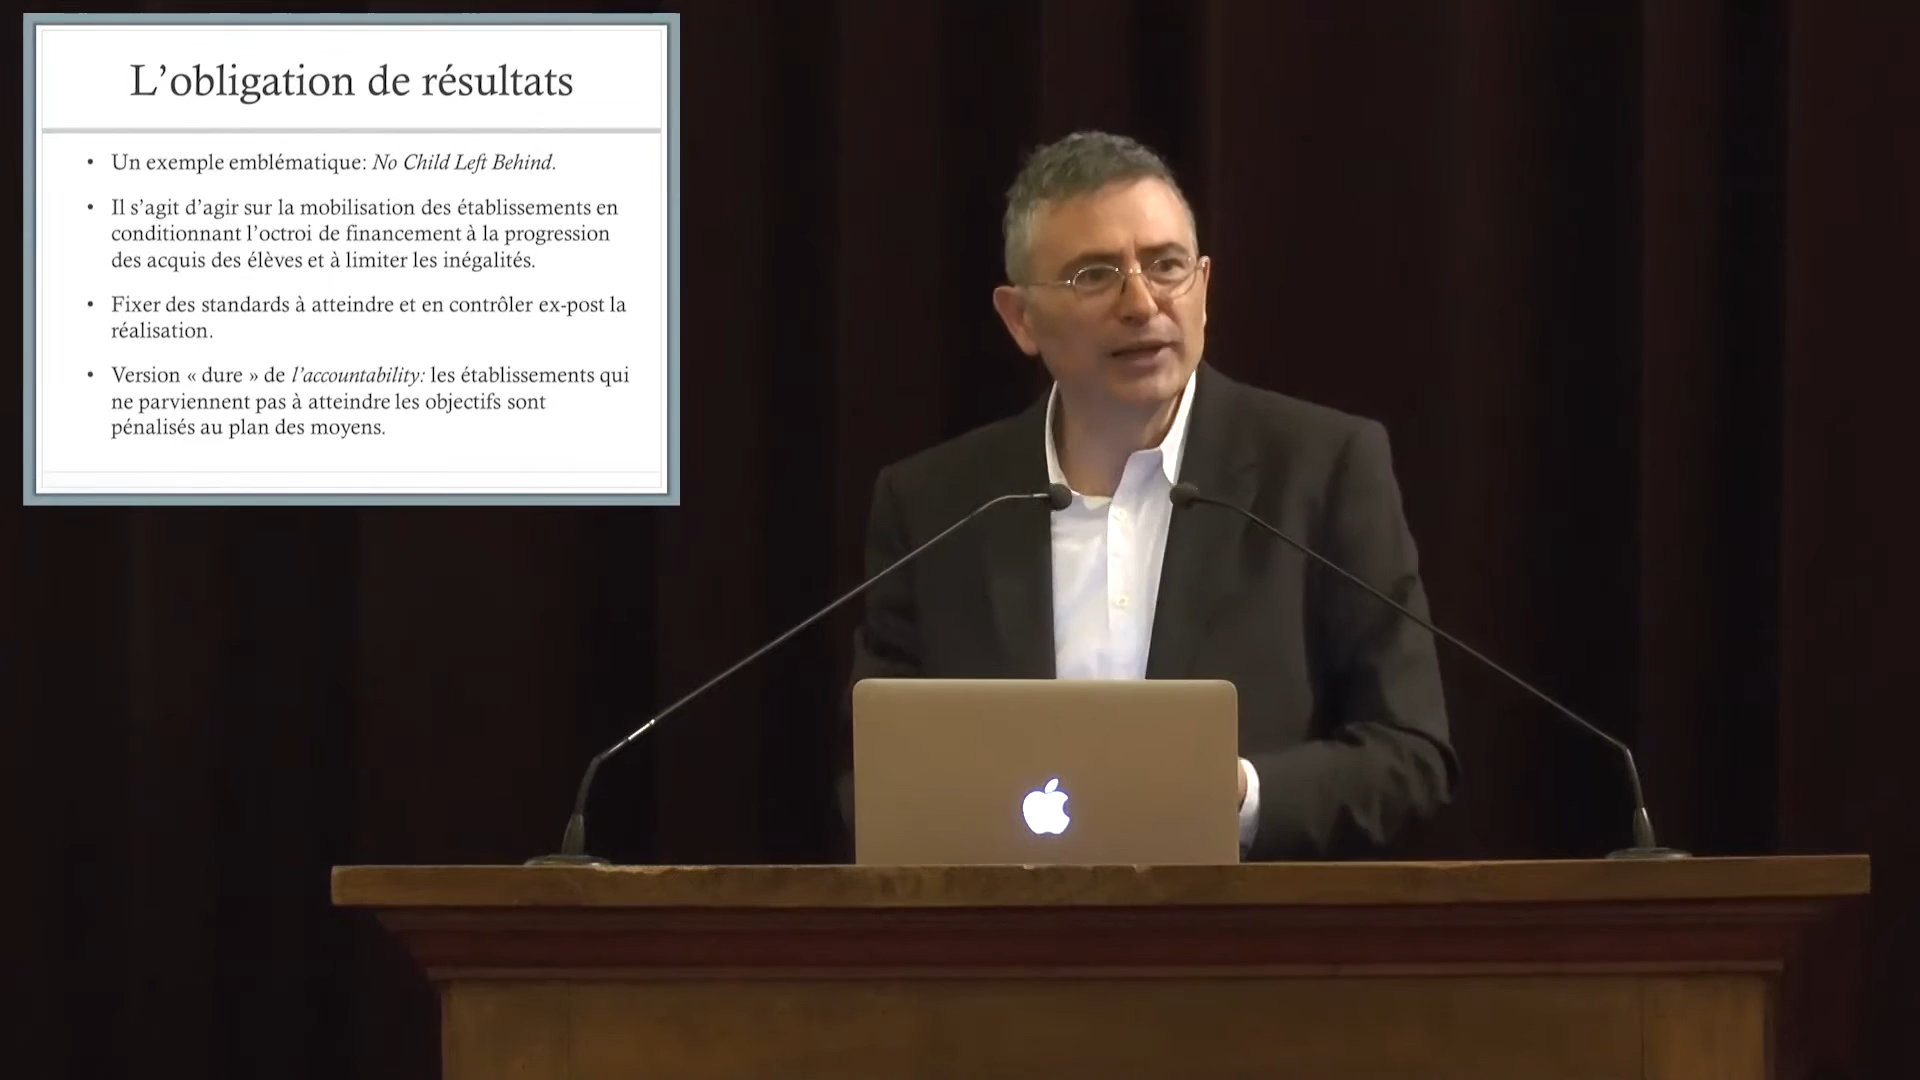 L’obligation de résultats
• Un exemple emblématique: No Child Left Behind.
• Il s’agit d’agir sur la mobilisation des établissements en
conditionnant l’octroi de financement à la progression
des acquis des élèves et à limiter les inégalités.
• Fixer des standards à atteindre et en contrôler ex-post la
réalisation.
• Version « dure » de l’accountability: les établissements qui
ne parviennent pas à atteindre les objectifs sont
pénalisés au plan des moyens.